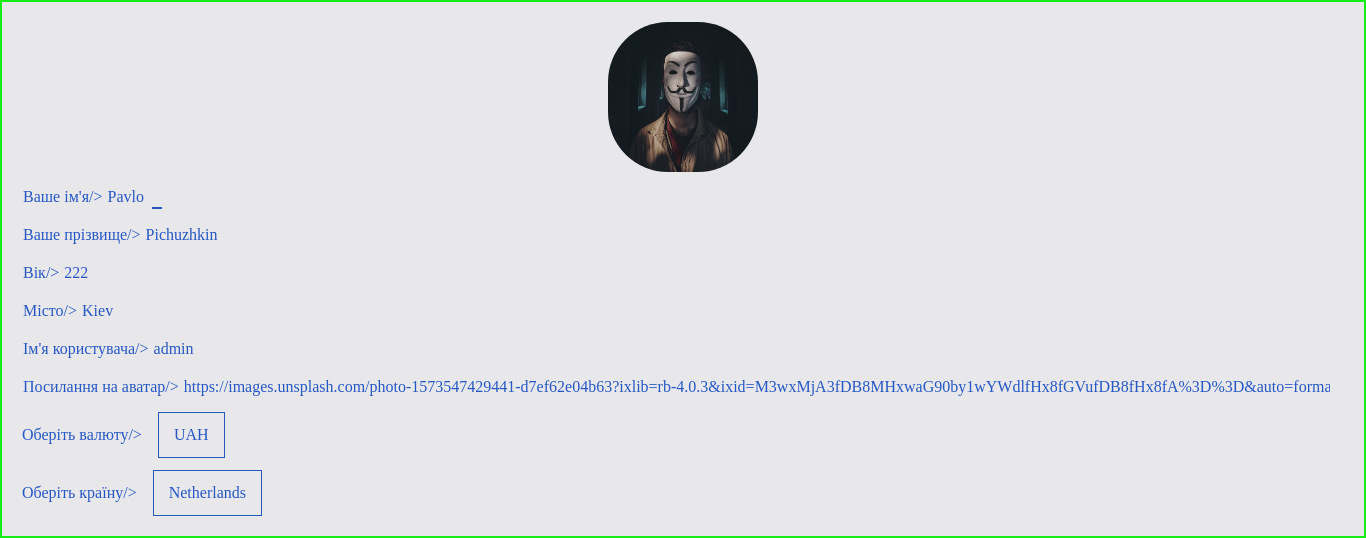 Ваше ім'я/> Pavlo _
Ваше прізвище/> Pichuzhkin
Вік/> 222
Місто/> Kiev
Ім'я користувача/> admin
Посилання на аватар/> https://images.unsplash.com/photo-1573547429441-d7ef62e04b63?ixlib=rb-4.0.3&ixid=M3wxMjA3fDB8MHxwaG90by1wYWdlfHx8fGVufDB8fHx8fA%3D%3D&auto=forma
Оберіть валюту/> UAH
Оберіть країну/> Netherlands